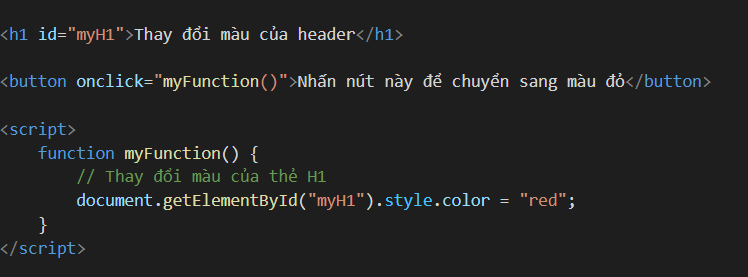 <h1 id="myH1">Thay đổi màu của header</h1>
<button onclick="myFunction()">Nhấn nút này để chuyển sang màu đỏ</button>
<script>
function myFunction() {
// Thay đổi màu của thẻ H1
document.getElementById("myH1").style.color = "red";
}
</script>